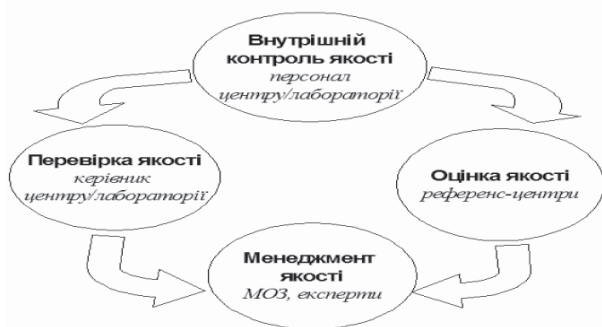 Внутрішній
контроль якості
персонал
центру/лабораторії
Перевірка якості
керівник
центру/лабораторії
Оцінка якості
референс-центри
Менеджмент
якості
МОЗ, експерти